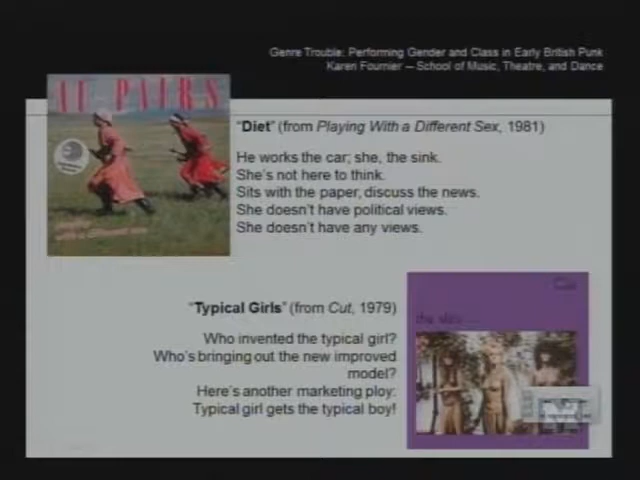 Genre Trouble: Performing Gender and Class in Early British Punk
Karen Fournier – School of Music, Theatre, and Dance
AU PAIRS
"Diet" (from Playing With a Different Sex, 1981)
He works the car; she, the sink.
She's not here to think.
Sits with the paper, discuss the news.
She doesn't have political views.
She doesn't have any views.
Cut
the slits
"Typical Girls" (from Cut, 1979)
Who invented the typical girl?
Who's bringing out the new improved
model?
Here's another marketing ploy:
Typical girl gets the typical boy!